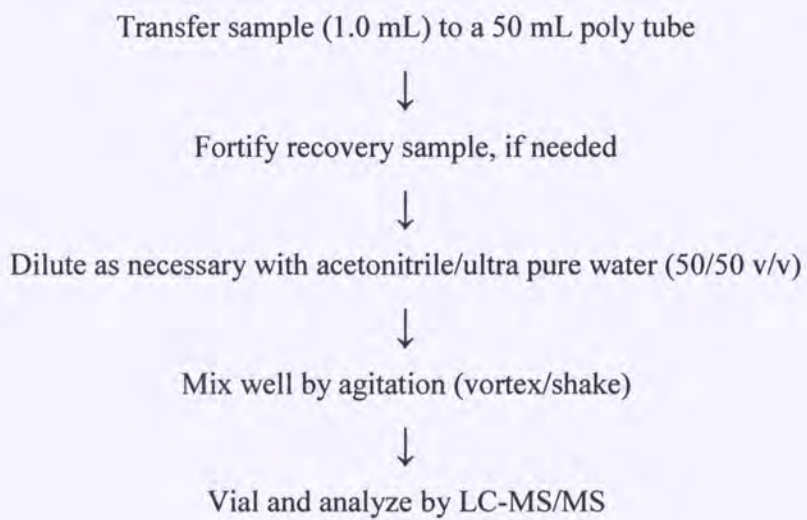 Transfer sample (1.0 mL) to a 50 mL poly tube
↓
Fortify recovery sample, if needed
↓
Dilute as necessary with acetonitrile/ultra pure water (50/50 v/v)
↓
Mix well by agitation (vortex/shake)
↓
Vial and analyze by LC-MS/MS